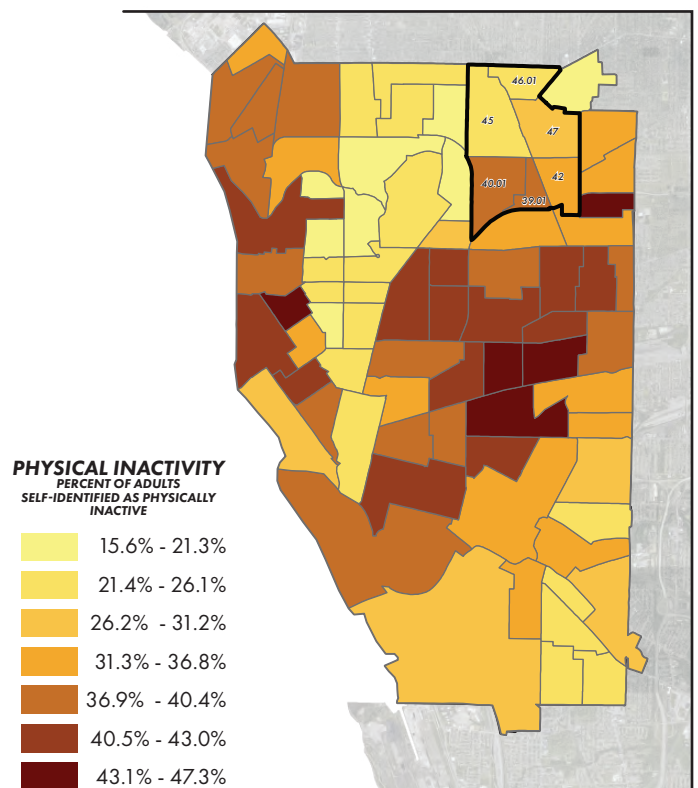 46.01
45
47
40.01
42
39.01
PHYSICAL INACTIVITY
PERCENT OF ADULTS
SELF-IDENTIFIED AS PHYSICALLY
INACTIVE
15.6% - 21.3%
21.4% - 26.1%
26.2% - 31.2%
31.3% - 36.8%
36.9% - 40.4%
40.5% - 43.0%
43.1% - 47.3%
2